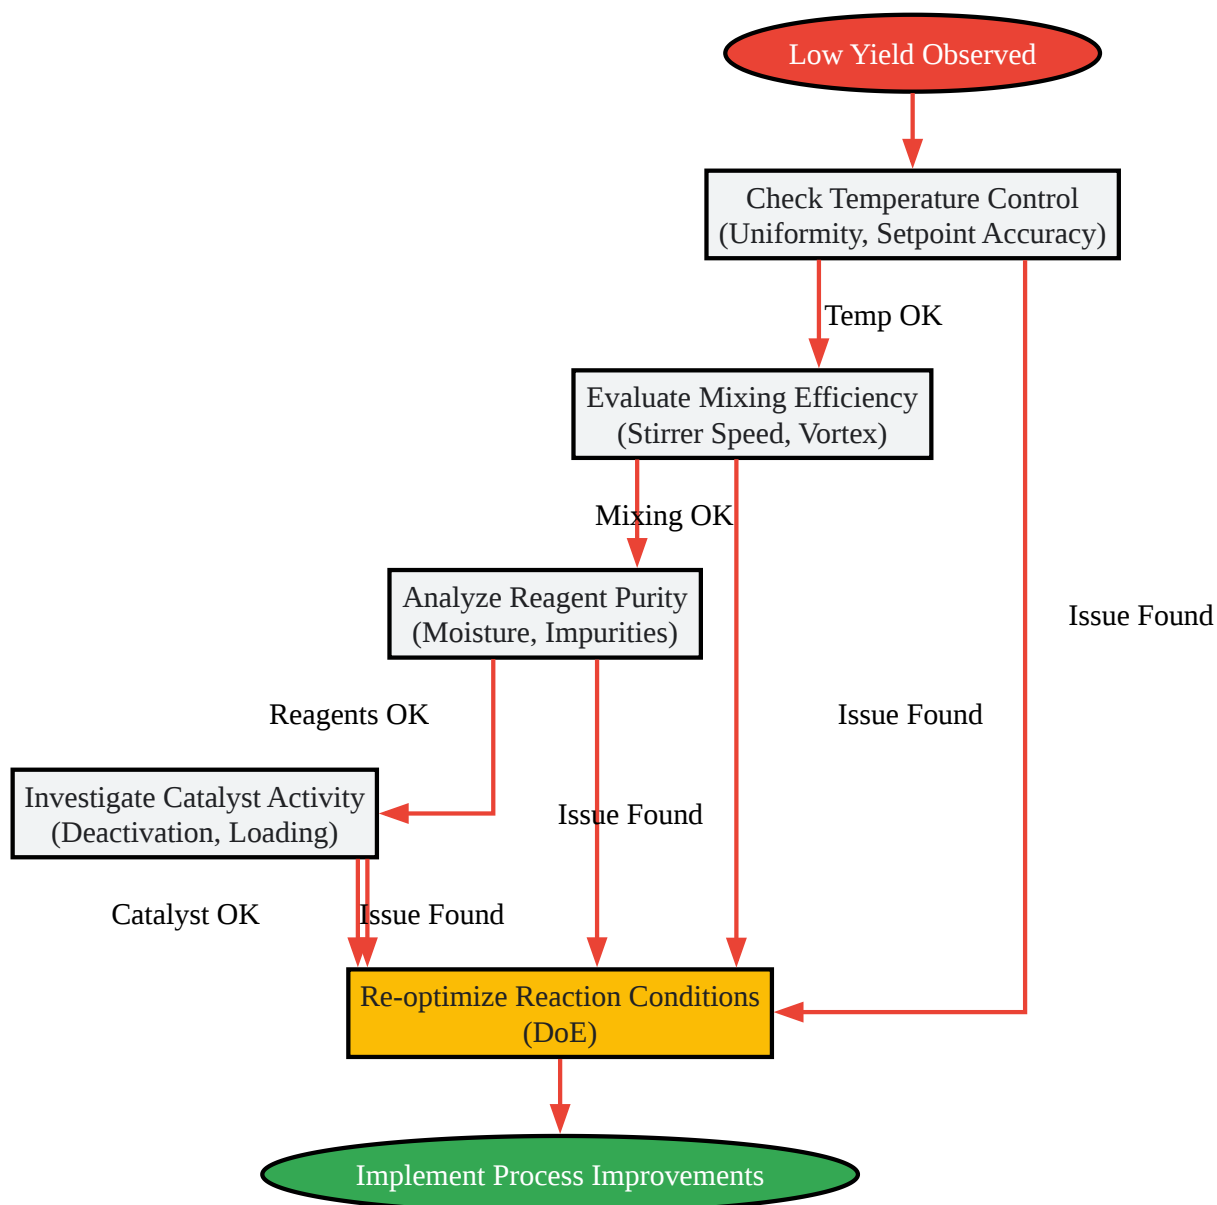 Low Yield Observed
Check Temperature Control
(Uniformity, Setpoint Accuracy)
Temp OK
Evaluate Mixing Efficiency
(Stirrer Speed, Vortex)
Mixing OK
Analyze Reagent Purity
(Moisture, Impurities)
Issue Found
Reagents OK
Issue Found
Investigate Catalyst Activity
(Deactivation, Loading)
Issue Found
Catalyst OK
Issue Found
Re-optimize Reaction Conditions
(DoE)
Implement Process Improvements